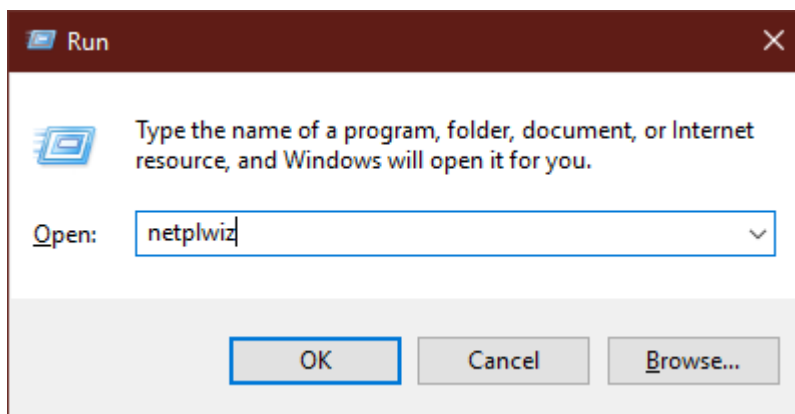 Run
Type the name of a program, folder, document, or Internet
resource, and Windows will open it for you.
Open: netplwiz
OK Cancel Browse...